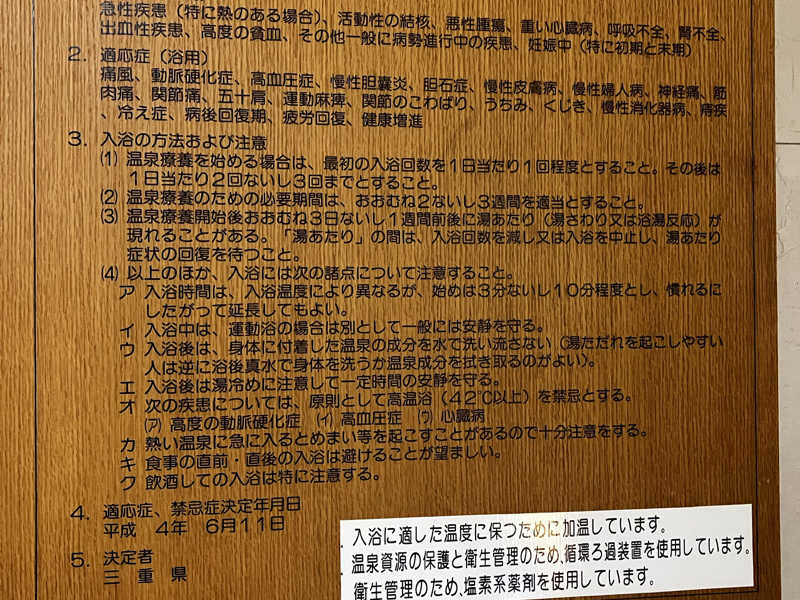 急性疾患（特に熱のある場合）、活動性の結核、悪性腫瘍、重い心臓病、呼吸不全、腎不全、
出血性疾患、高度の貧血、その他一般に病勢進行中の疾患、妊娠中（特に初期と末期）
2. 適応症（浴用）
痛風、動脈硬化症、高血圧症、慢性胆嚢炎、胆石症、慢性皮膚病、慢性婦人病、神経痛、筋
肉痛、関節痛、五十肩、運動麻痺、関節のこわばり、うちみ、くじき、慢性消化器病、痔疾
、冷え症、病後回復期、疲労回復、健康増進
3. 入浴の方法および注意
(1) 温泉療養を始める場合は、最初の入浴回数を1日当たり1回程度とすること。その後は
1日当たり2回ないし3回までとすること。
(2) 温泉療養のための必要期間は、おおむね2ないし3週間を適当とすること。
(3) 温泉療養開始後おおむね3日ないし1週間前後に湯あたり（湯さわり又は浴湯反応）が
現れることがある。「湯あたり」の間は、入浴回数を減し又は入浴を中止し、湯あたり
症状の回復を待つこと。
(4) 以上のほか、入浴には次の諸点について注意すること。
ア 入浴時間は、入浴温度により異なるが、始めは3分ないし10分程度とし、慣れるに
したがって延長してもよい。
イ 入浴中は、運動浴の場合は別として一般には安静を守る。
ウ 入浴後は、身体に付着した温泉の成分を水で洗い流さない（湯ただれを起こしやすい
人は逆に浴後真水で身体を洗うか温泉成分を拭き取るのがよい）。
エ 入浴後は湯冷めに注意して一定時間の安静を守る。
オ 次の疾患については、原則として高温浴（42℃以上）を禁忌とする。
(ア) 高度の動脈硬化症 (イ) 高血圧症 (ウ) 心臓病
カ 熱い温泉に急に入るとめまい等を起こすことがあるので十分注意をする。
キ 食事の直前・直後の入浴は避けることが望ましい。
ク 飲酒しての入浴は特に注意する。
4. 適応症、禁忌症決定年月日
平成 4年 6月11日
5. 決定者
三重県
入浴に適した温度に保つために加温しています。
温泉資源の保護と衛生管理のため、循環ろ過装置を使用しています。
衛生管理のため、塩素系薬剤を使用しています。